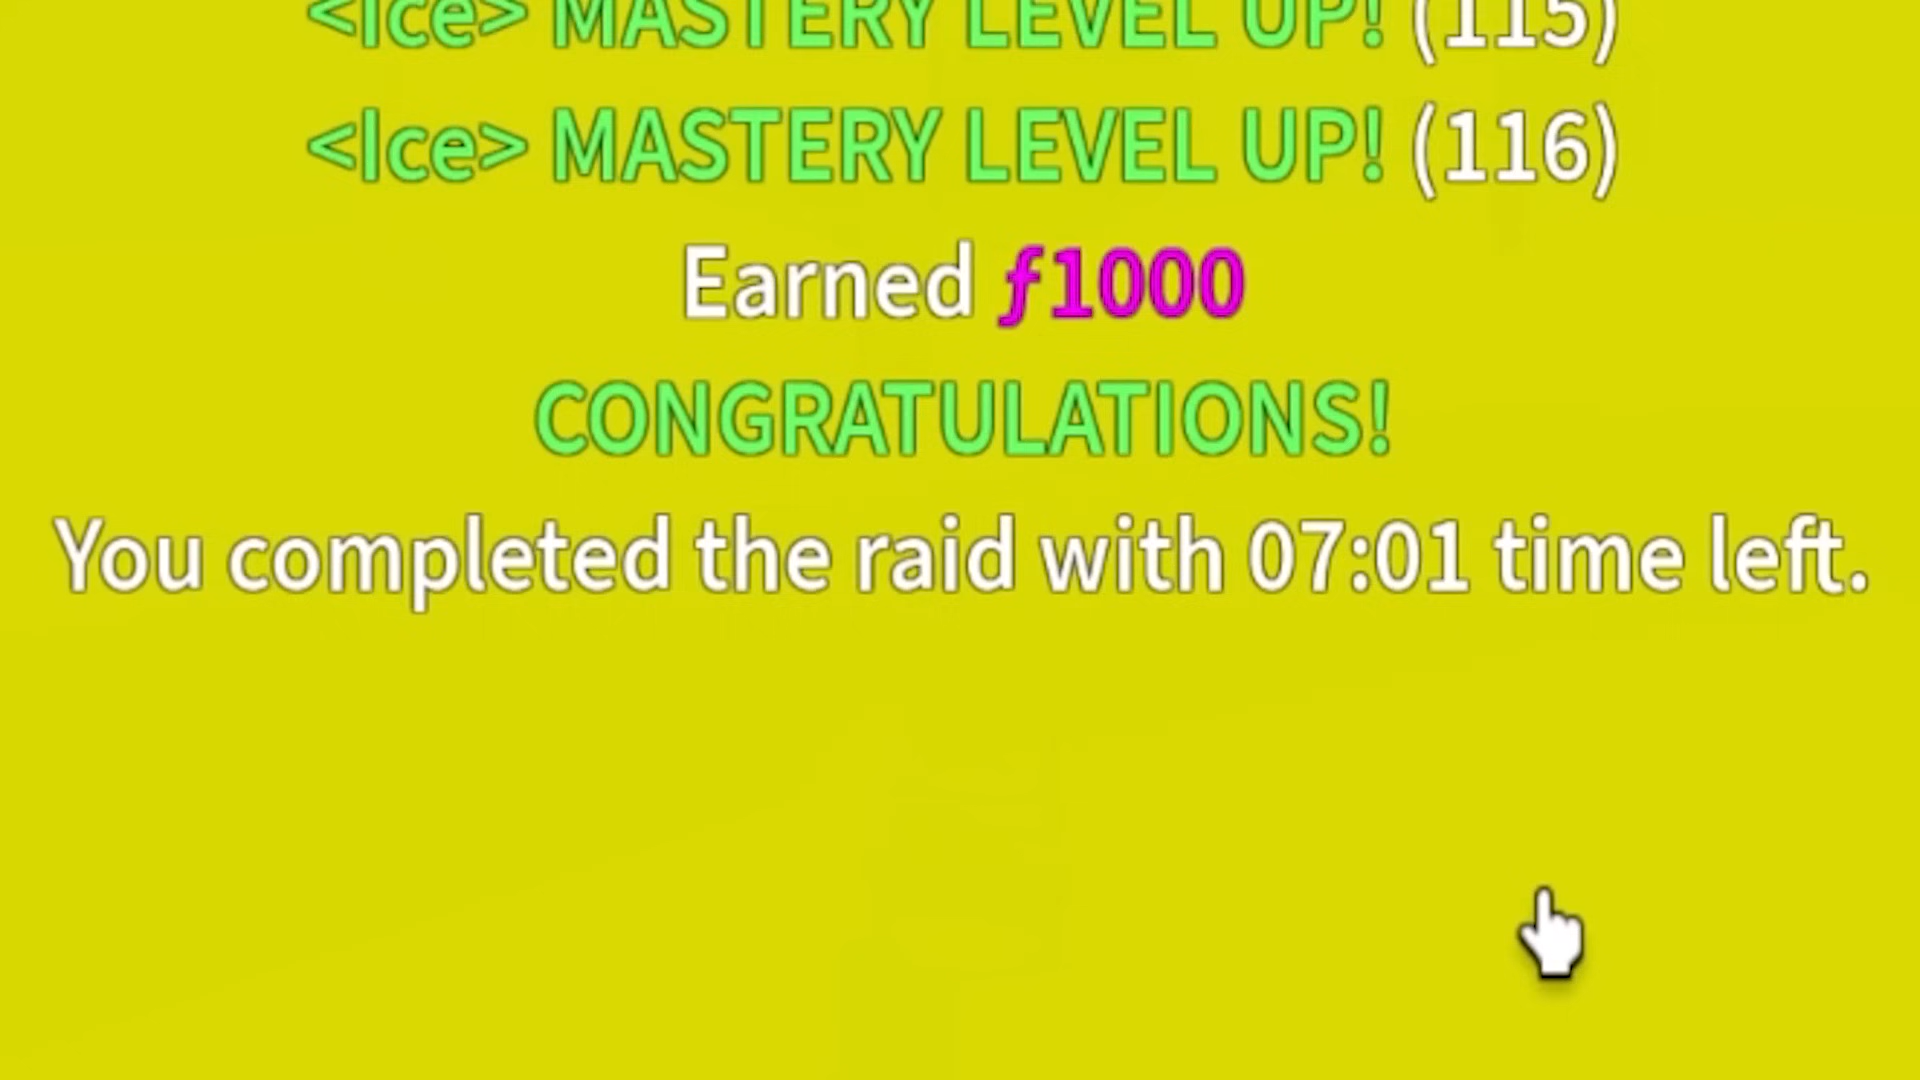 <Ice> MASTERY LEVEL UP! (115)
<Ice> MASTERY LEVEL UP! (116)
Earned ƒ1000
CONGRATULATIONS!
You completed the raid with 07:01 time left.